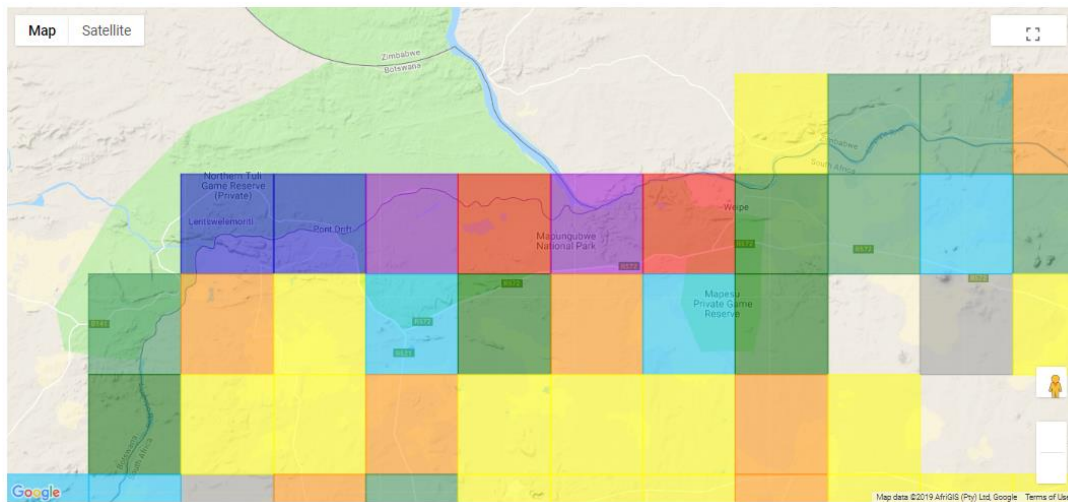 Map Satellite
Zimbabwe
Botswana
Zimbabwe
South Africa
Northern Tuli
Game Reserve
(Private)
Lentswelemoriti
Pont Drift
Weipe
Mapungubwe
National Park
R572
R572
R572
R572
R572
Mapesu
Private Game
Reserve
R572
R521
Botswana
South Africa
Google
Map data ©2019 AfriGIS (Pty) Ltd, Google Terms of Use